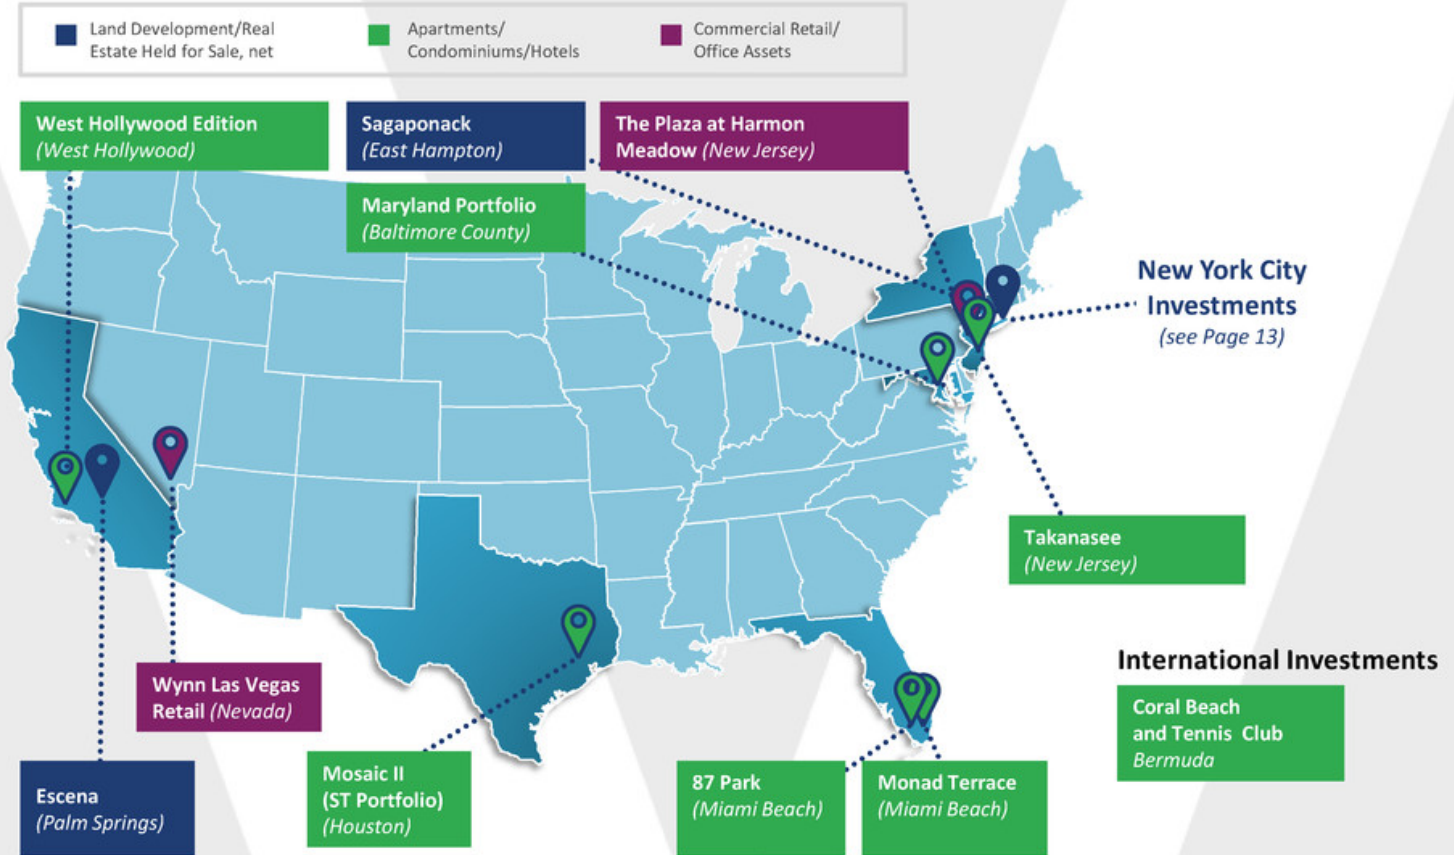 Land Development/Real
Estate Held for Sale, net
Apartments/
Condominiums/Hotels
Commercial Retail/
Office Assets
West Hollywood Edition
(West Hollywood)
Sagaponack
(East Hampton)
The Plaza at Harmon
Meadow (New Jersey)
Maryland Portfolio
(Baltimore County)
New York City
Investments
(see Page 13)
Takanasee
(New Jersey)
International Investments
Coral Beach
and Tennis Club
Bermuda
Wynn Las Vegas
Retail (Nevada)
Escena
(Palm Springs)
Mosaic II
(ST Portfolio)
(Houston)
87 Park
(Miami Beach)
Monad Terrace
(Miami Beach)